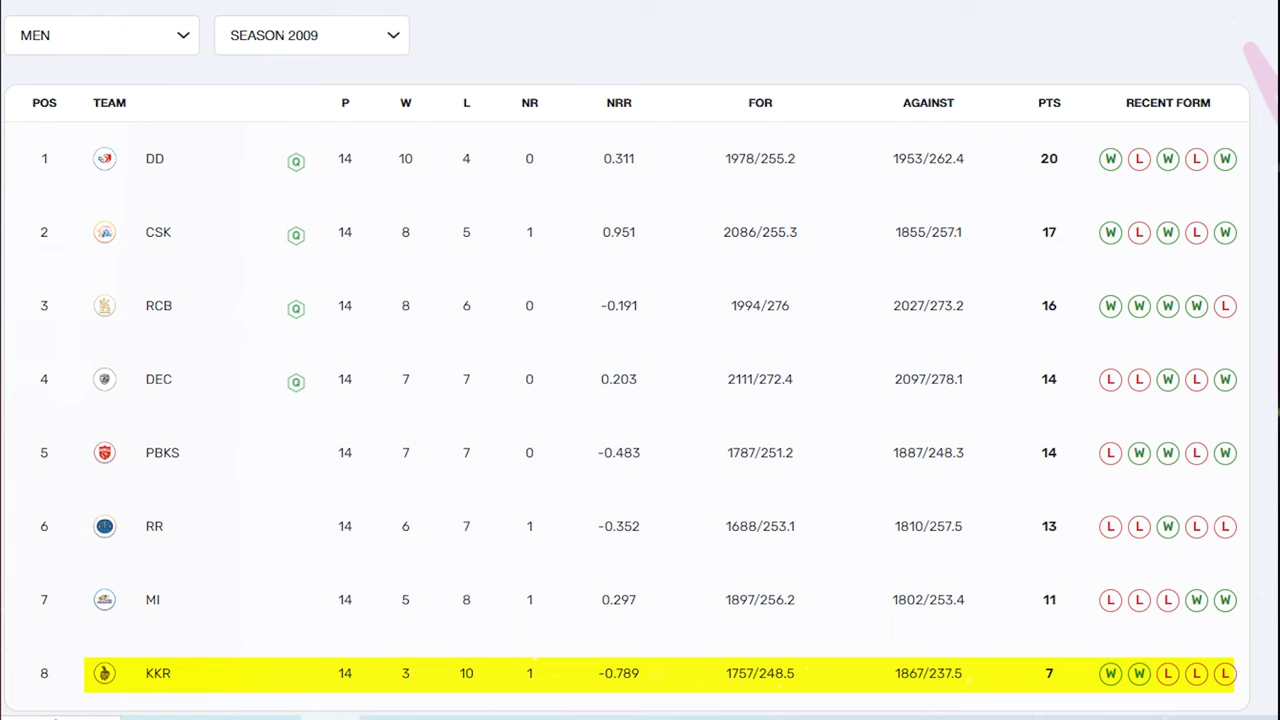 MEN SEASON 2009
POS TEAM P W L NR NRR FOR AGAINST PTS RECENT FORM
1 DD Q 14 10 4 0 0.311 1978/255.2 1953/262.4 20 W L W L W
2 CSK Q 14 8 5 1 0.951 2086/255.3 1855/257.1 17 W L W L W
3 RCB Q 14 8 6 0 -0.191 1994/276 2027/273.2 16 W W W W L
4 DEC Q 14 7 7 0 0.203 2111/272.4 2097/278.1 14 L L W L W
5 PBKS 14 7 7 0 -0.483 1787/251.2 1887/248.3 14 L W W L W
6 RR 14 6 7 1 -0.352 1688/253.1 1810/257.5 13 L L W L L
7 MI 14 5 8 1 0.297 1897/256.2 1802/253.4 11 L L L W W
8 KKR 14 3 10 1 -0.789 1757/248.5 1867/237.5 7 W W L L L